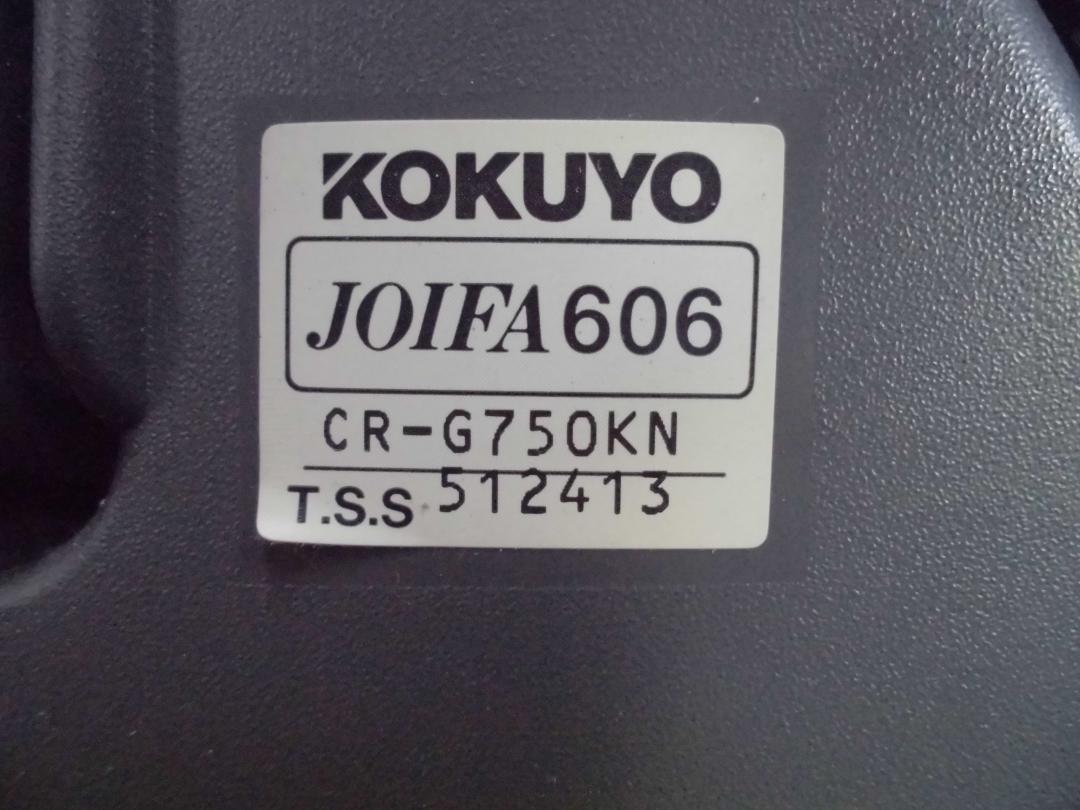 KOKUYO
JOIFA 606
CR-G750KN
T.S.S 512413